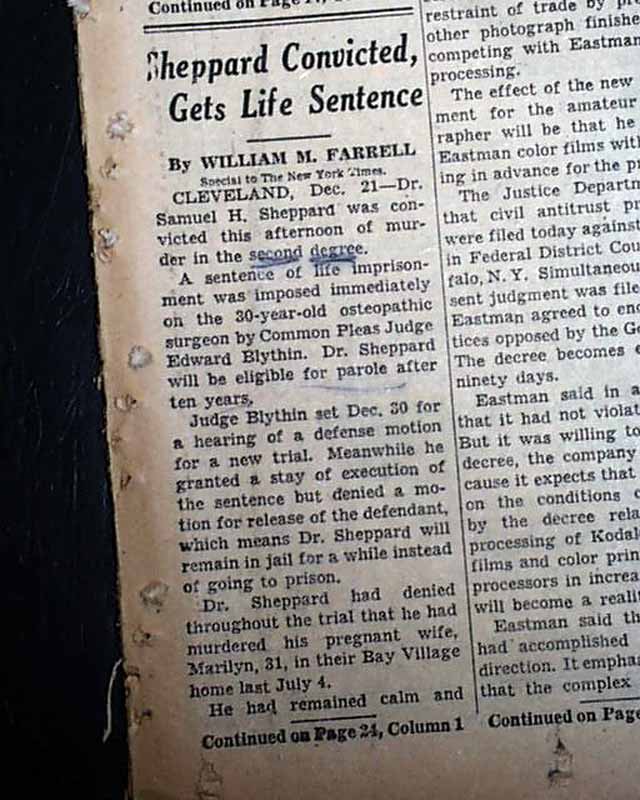 Continued on Page
Sheppard Convicted,
Gets Life Sentence
By WILLIAM M. FARRELL
Special to The New York Times.
CLEVELAND, Dec. 21—Dr.
Samuel H. Sheppard was con-
victed this afternoon of mur-
der in the second degree.
A sentence of life imprison-
ment was imposed immediately
on the 30-year-old osteopathic
surgeon by Common Pleas Judge
Edward Blythin. Dr. Sheppard
will be eligible for parole after
ten years.
Judge Blythin set Dec. 30 for
a hearing of a defense motion
for a new trial. Meanwhile he
granted a stay of execution of
the sentence but denied a mo-
tion for release of the defendant,
which means Dr. Sheppard will
remain in jail for a while instead
of going to prison.
Dr. Sheppard had denied
throughout the trial that he had
murdered his pregnant wife,
Marilyn, 31, in their Bay Village
home last July 4.
He had remained calm and
Continued on Page 24, Column 1
restraint of trade by
other photograph finishe
competing with Eastman
processing.
The effect of the new
ment for the amateur
rapher will be that he
Eastman color films wit
ing in advance for the pr
The Justice Departm
that civil antitrust pr
were filed today against
in Federal District Cou
falo, N. Y. Simultaneou
sent judgment was file
Eastman agreed to end
tices opposed by the Go
The decree becomes e
ninety days.
Eastman said in a
that it had not violat
But it was willing to
decree, the company
cause it expects that
on the conditions
by the decree rela
processing of Kodak
films and color prin
processors in increa
will become a realit
Eastman said th
had accomplished
direction. It empha
that the complex
Continued on Page